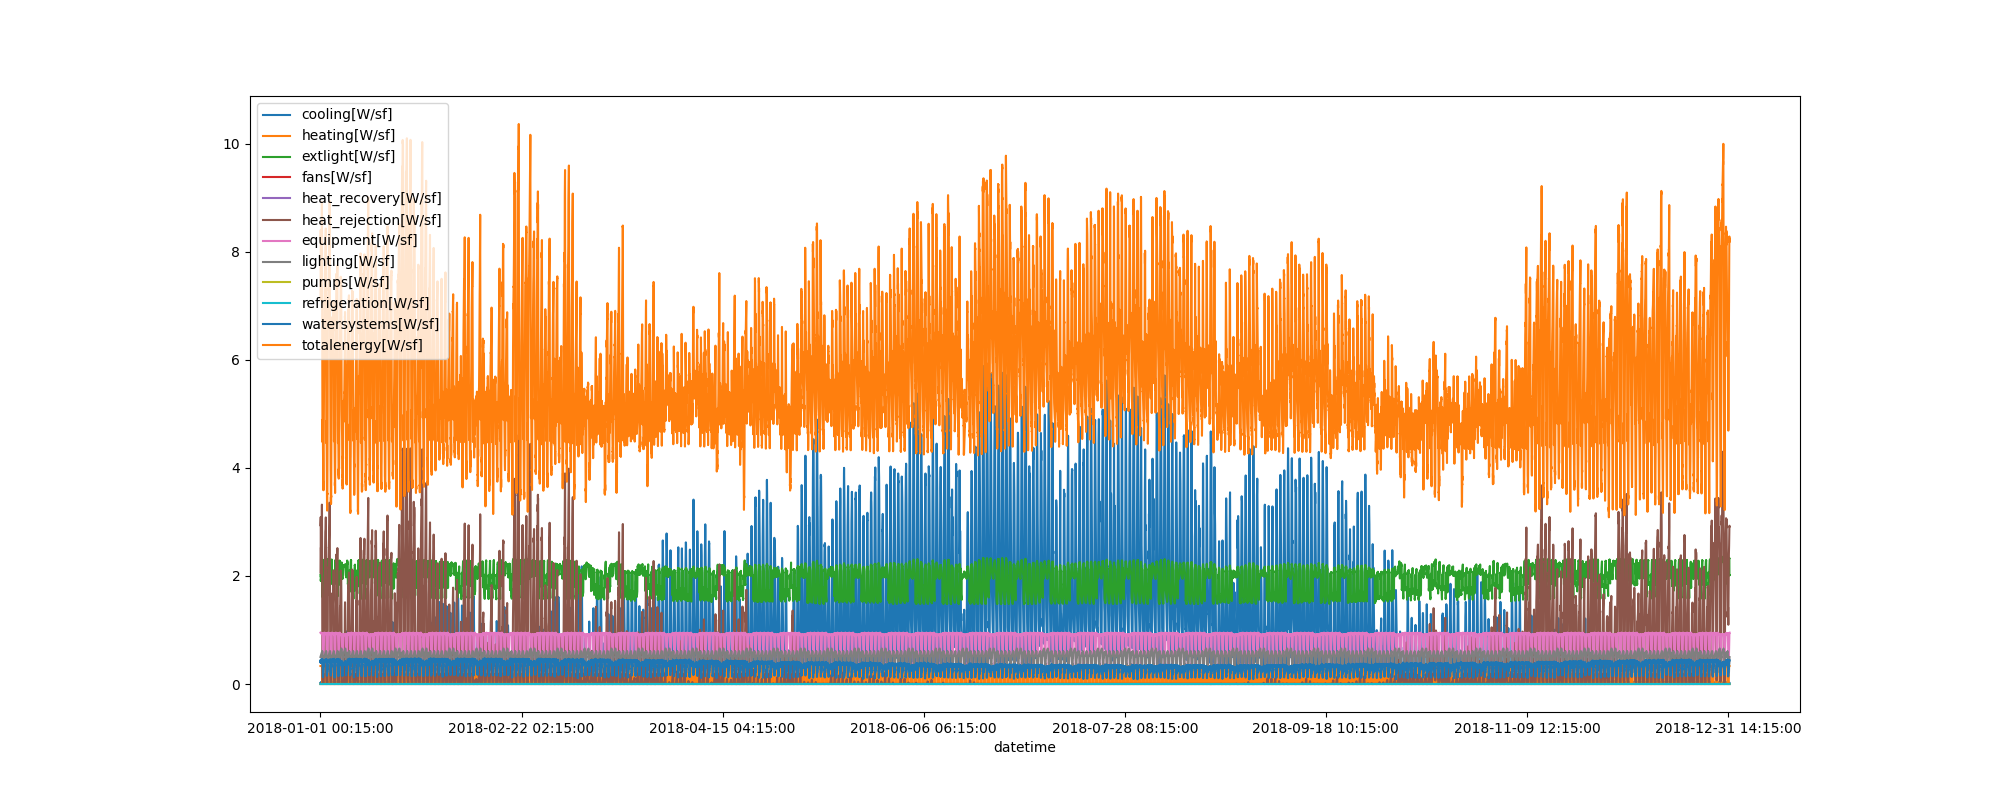 cooling[W/sf]
heating[W/sf]
extlight[W/sf]
fans[W/sf]
heat_recovery[W/sf]
heat_rejection[W/sf]
equipment[W/sf]
lighting[W/sf]
pumps[W/sf]
refrigeration[W/sf]
watersystems[W/sf]
totalenergy[W/sf]
10
8
6
4
2
0
2018-01-01 00:15:00 2018-02-22 02:15:00 2018-04-15 04:15:00 2018-06-06 06:15:00 2018-07-28 08:15:00 2018-09-18 10:15:00 2018-11-09 12:15:00 2018-12-31 14:15:00
datetime